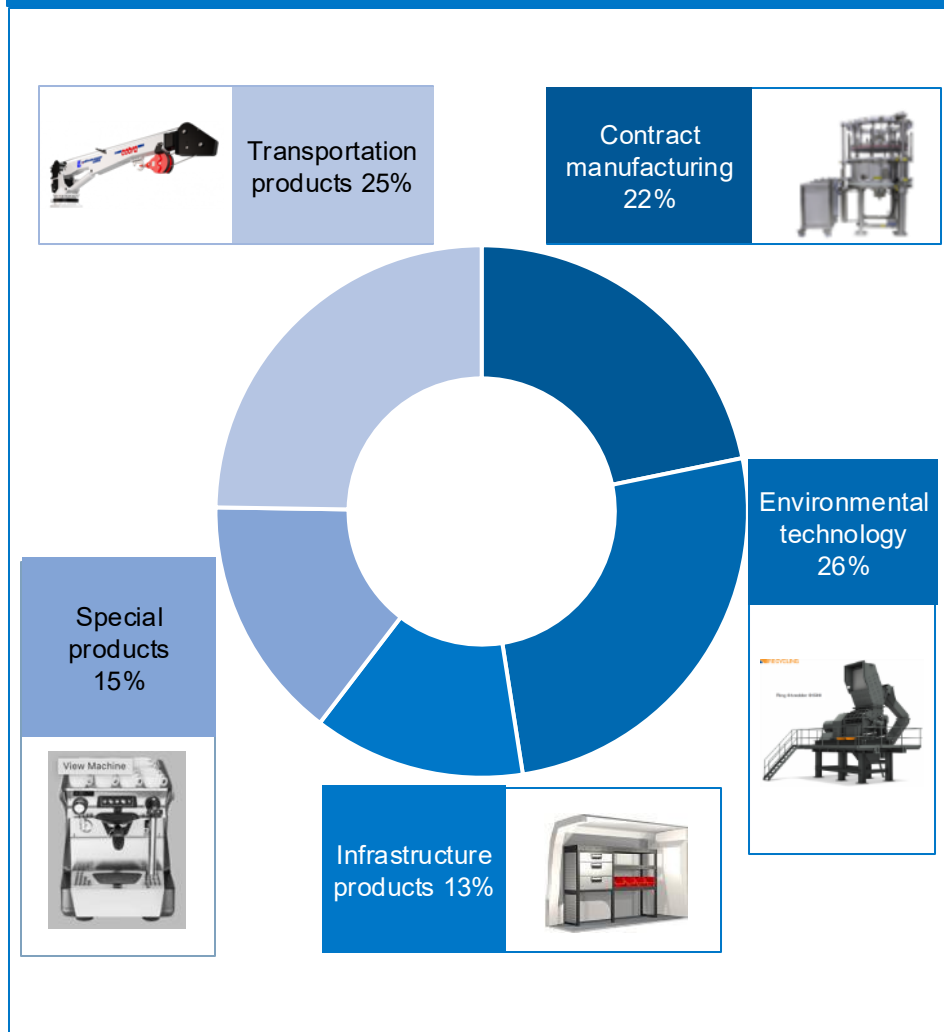 Transportation
products 25%
Contract
manufacturing
22%
Environmental
technology
26%
Special
products
15%
View Machine
Infrastructure
products 13%